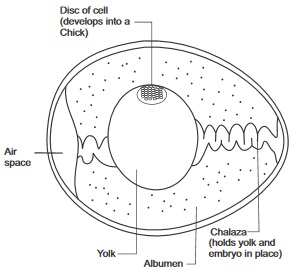 Disc of cell
(develops into a
Chick)
Air
space
Yolk
Albumen
Chalaza
(holds yolk and
embryo in place)